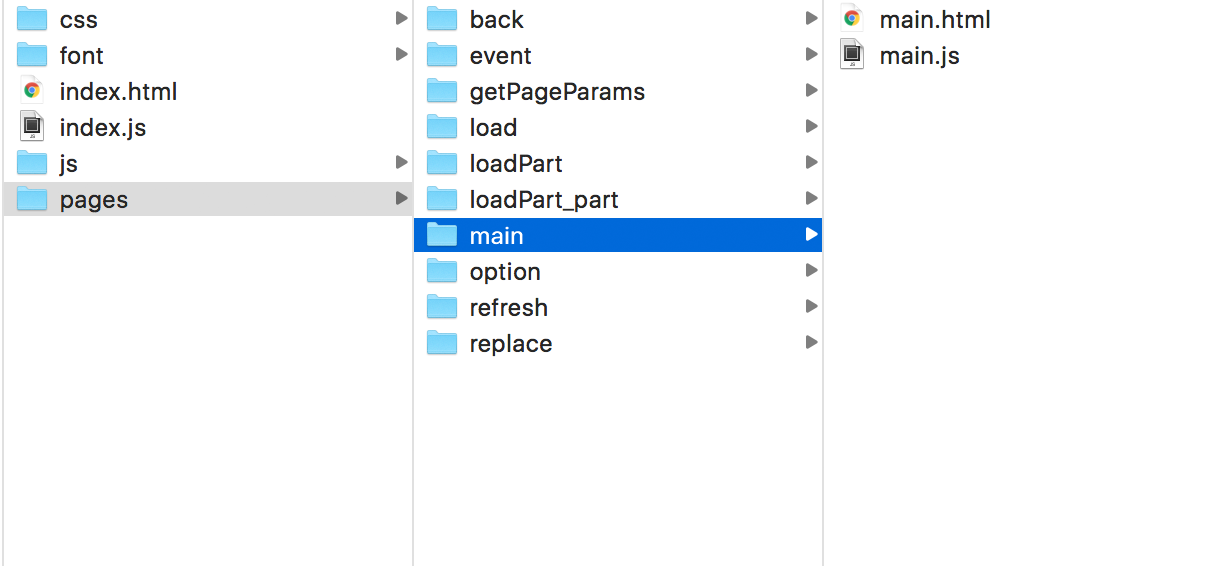 css
font
index.html
index.js
js
pages
back
event
getPageParams
load
loadPart
loadPart_part
main
option
refresh
replace
main.html
main.js